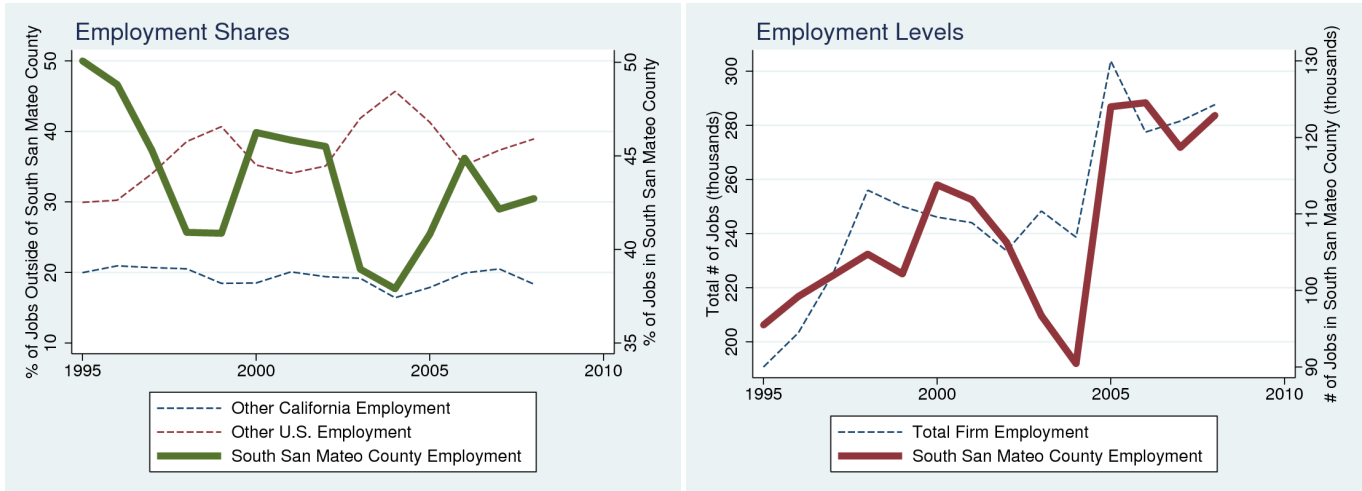 Employment Shares
% of Jobs Outside of South San Mateo County
50
40
30
20
10
50
45
40
35
% of Jobs in South San Mateo County
1995
2000
2005
2010
Other California Employment
Other U.S. Employment
South San Mateo County Employment
Employment Levels
Total # of Jobs (thousands)
300
280
260
240
220
200
130
120
110
100
90
# of Jobs in South San Mateo County (thousands)
1995
2000
2005
2010
Total Firm Employment
South San Mateo County Employment